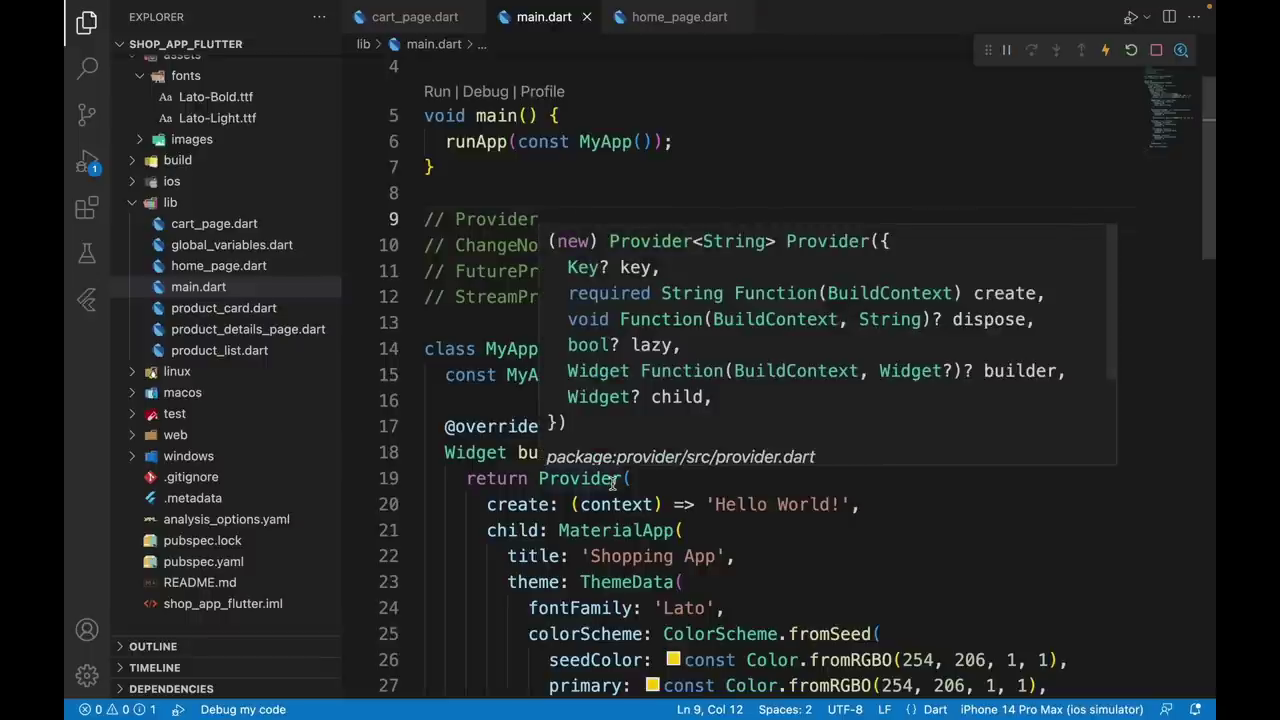 EXPLORER
SHOP_APP_FLUTTER
assets
fonts
Aa Lato-Bold.ttf
Aa Lato-Light.ttf
images
build
ios
lib
cart_page.dart
global_variables.dart
home_page.dart
main.dart
product_card.dart
product_details_page.dart
product_list.dart
linux
macos
test
web
windows
.gitignore
.metadata
analysis_options.yaml
pubspec.lock
pubspec.yaml
README.md
shop_app_flutter.iml
OUTLINE
TIMELINE
DEPENDENCIES
1
cart_page.dart
main.dart
home_page.dart
lib > main.dart > ...
4
Run | Debug | Profile
5 void main() {
6 runApp(const MyApp());
7 }
8
9 // Provider
10 // ChangeNo
11 // FuturePr
12 // StreamPr
13
14 class MyApp
15 const MyA
16
17 @override
18 Widget bu
(new) Provider<String> Provider({
Key? key,
required String Function(BuildContext) create,
void Function(BuildContext, String)? dispose,
bool? lazy,
Widget Function(BuildContext, Widget?)? builder,
Widget? child,
})
package:provider/src/provider.dart
19 return Provider(
20 create: (context) => 'Hello World!',
21 child: MaterialApp(
22 title: 'Shopping App',
23 theme: ThemeData(
24 fontFamily: 'Lato',
25 colorScheme: ColorScheme.fromSeed(
26 seedColor: const Color.fromRGBO(254, 206, 1, 1),
27 primary: const Color.fromRGBO(254, 206, 1, 1),
0 0 1 Debug my code Ln 9, Col 12 Spaces: 2 UTF-8 LF {} Dart iPhone 14 Pro Max (ios simulator)